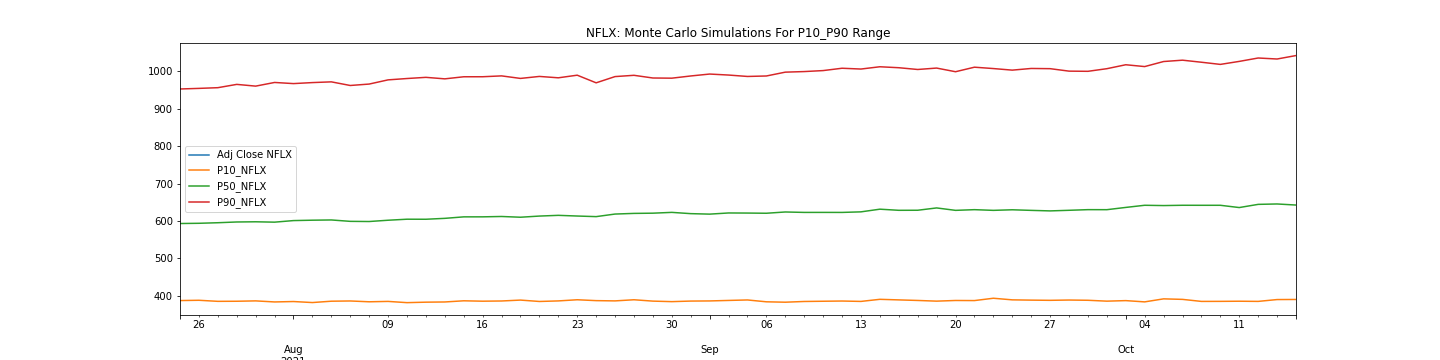 NFLX: Monte Carlo Simulations For P10_P90 Range
1000
900
800
700
600
500
400
Adj Close NFLX
P10_NFLX
P50_NFLX
P90_NFLX
26 09 16 23 30 06 13 20 27 04 11
Aug Sep Oct
2021